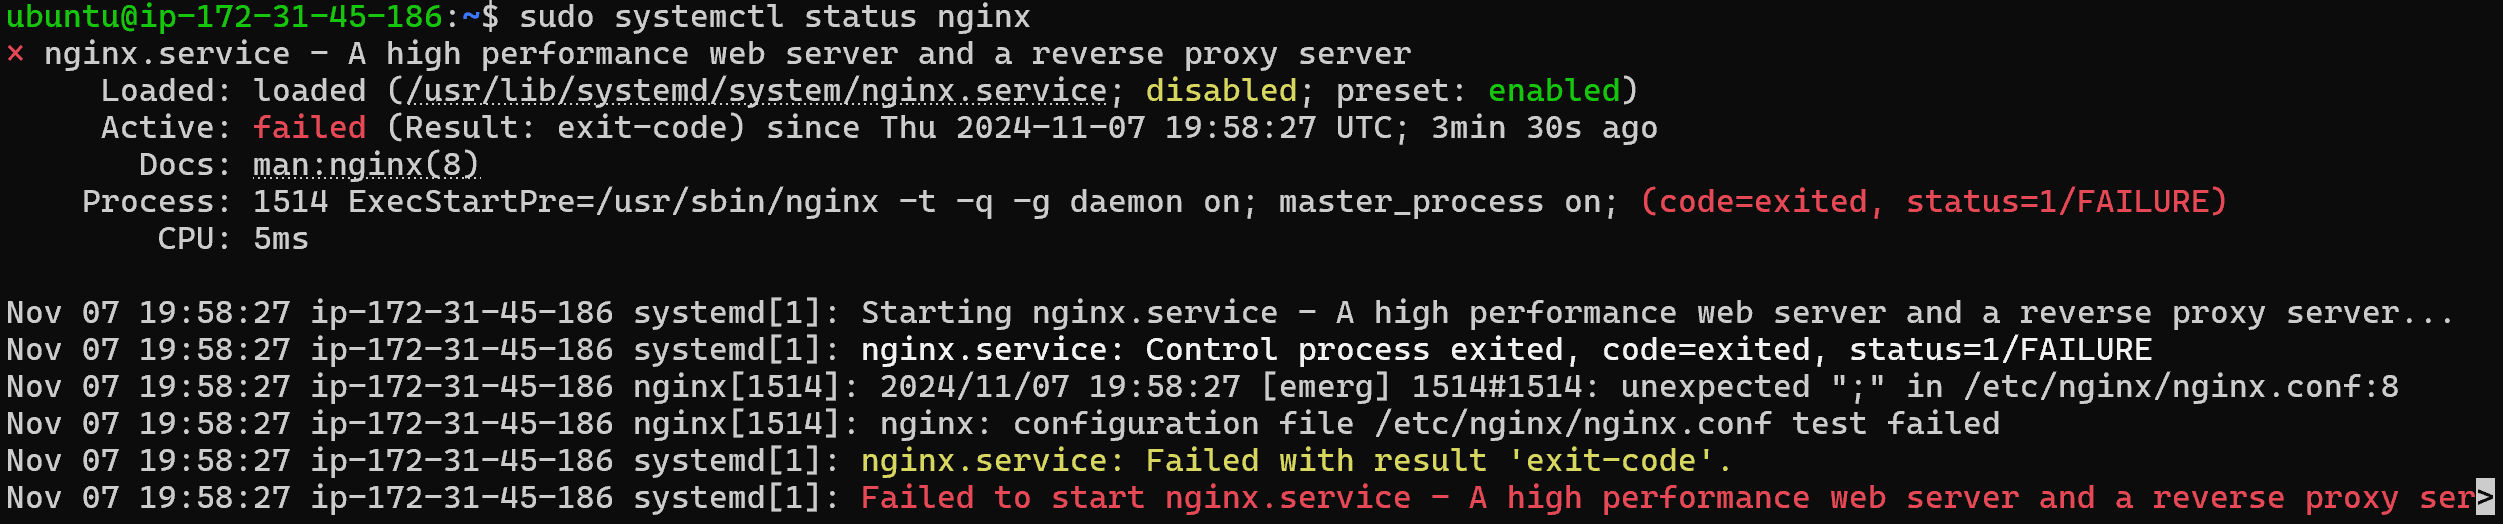 ubuntu@ip-172-31-45-186:~$ sudo systemctl status nginx
× nginx.service - A high performance web server and a reverse proxy server
     Loaded: loaded (/usr/lib/systemd/system/nginx.service; disabled; preset: enabled)
     Active: failed (Result: exit-code) since Thu 2024-11-07 19:58:27 UTC; 3min 30s ago
       Docs: man:nginx(8)
    Process: 1514 ExecStartPre=/usr/sbin/nginx -t -q -g daemon on; master_process on; (code=exited, status=1/FAILURE)
        CPU: 5ms

Nov 07 19:58:27 ip-172-31-45-186 systemd[1]: Starting nginx.service - A high performance web server and a reverse proxy server...
Nov 07 19:58:27 ip-172-31-45-186 systemd[1]: nginx.service: Control process exited, code=exited, status=1/FAILURE
Nov 07 19:58:27 ip-172-31-45-186 nginx[1514]: 2024/11/07 19:58:27 [emerg] 1514#1514: unexpected ";" in /etc/nginx/nginx.conf:8
Nov 07 19:58:27 ip-172-31-45-186 nginx[1514]: nginx: configuration file /etc/nginx/nginx.conf test failed
Nov 07 19:58:27 ip-172-31-45-186 systemd[1]: nginx.service: Failed with result 'exit-code'.
Nov 07 19:58:27 ip-172-31-45-186 systemd[1]: Failed to start nginx.service - A high performance web server and a reverse proxy ser>